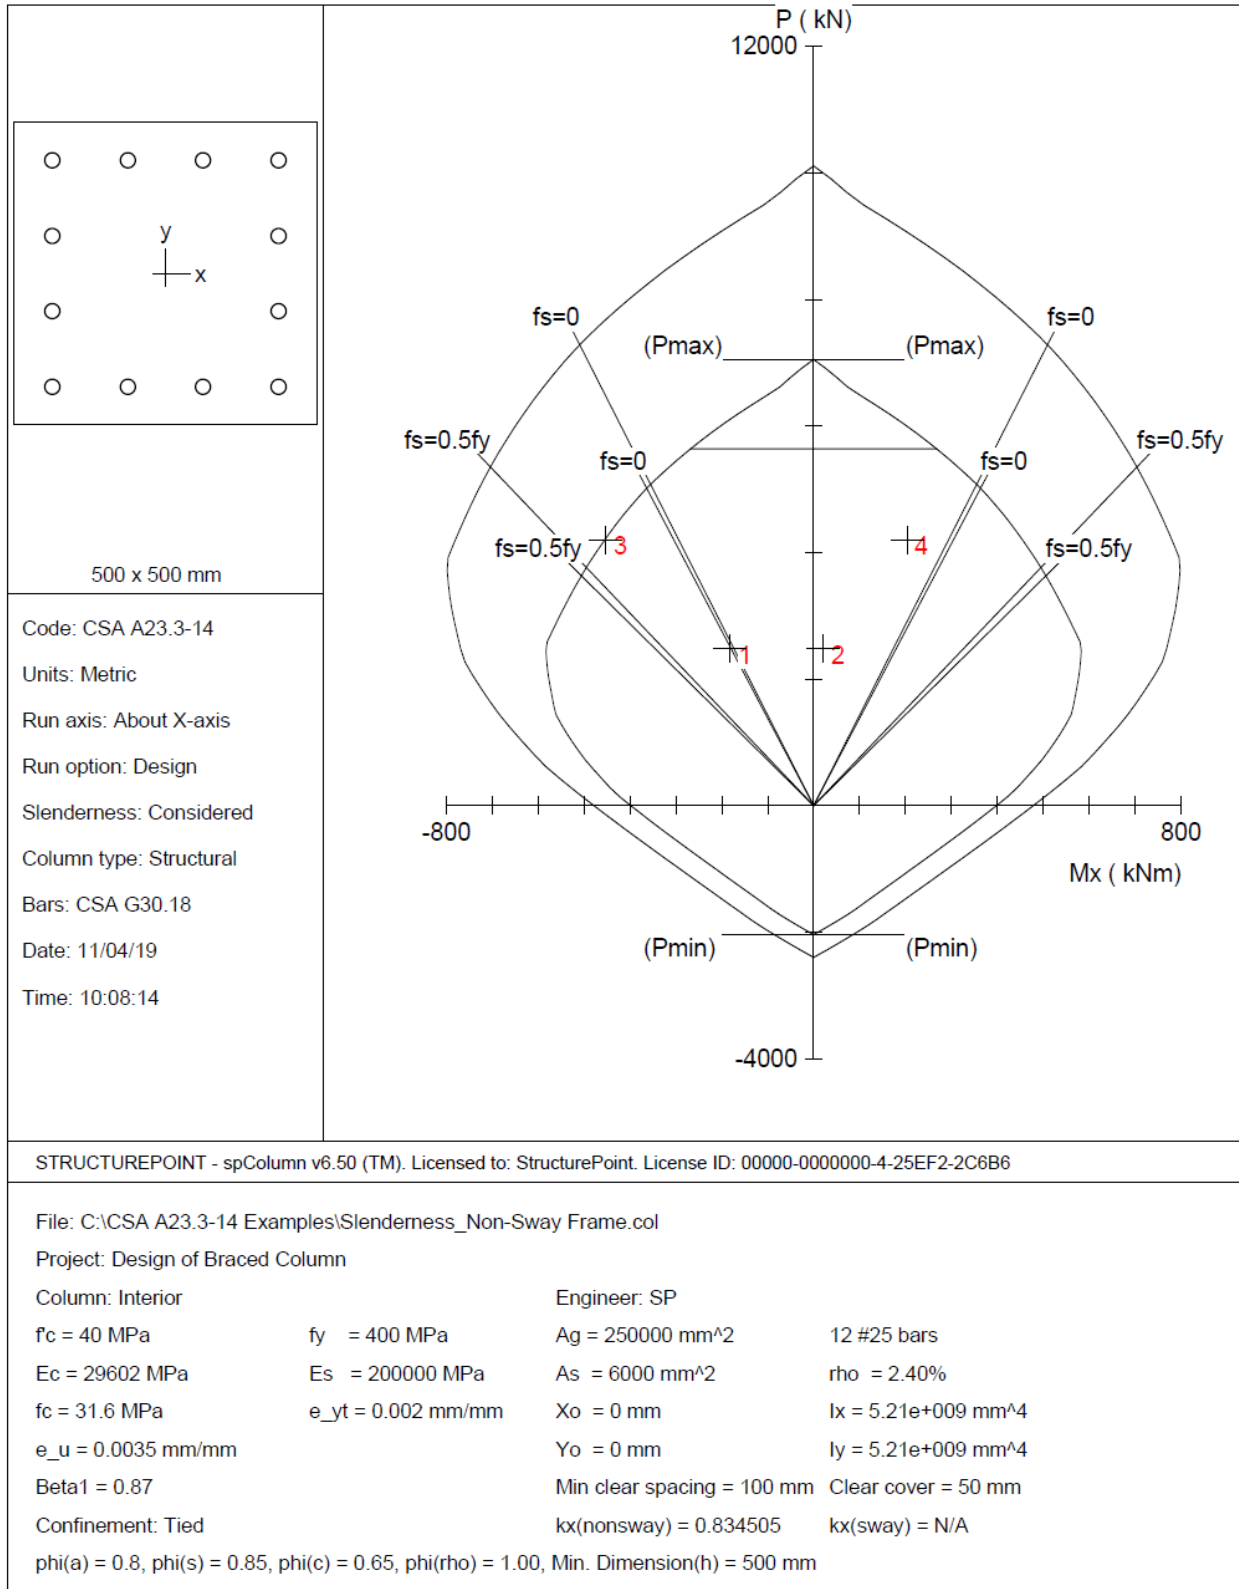 P ( kN)
12000
y
x
500 x 500 mm
fs=0
fs=0
(Pmax)
(Pmax)
fs=0.5fy
fs=0
fs=0
fs=0.5fy
fs=0.5fy
3
4
fs=0.5fy
1
2
-800
800
Mx ( kNm)
(Pmin)
(Pmin)
-4000
Code: CSA A23.3-14
Units: Metric
Run axis: About X-axis
Run option: Design
Slenderness: Considered
Column type: Structural
Bars: CSA G30.18
Date: 11/04/19
Time: 10:08:14
STRUCTUREPOINT - spColumn v6.50 (TM). Licensed to: StructurePoint. License ID: 00000-0000000-4-25EF2-2C6B6
File: C:\CSA A23.3-14 Examples\Slenderness_Non-Sway Frame.col
Project: Design of Braced Column
Column: Interior Engineer: SP
f'c = 40 MPa fy = 400 MPa Ag = 250000 mm^2 12 #25 bars
Ec = 29602 MPa Es = 200000 MPa As = 6000 mm^2 rho = 2.40%
fc = 31.6 MPa e_yt = 0.002 mm/mm Xo = 0 mm Ix = 5.21e+009 mm^4
e_u = 0.0035 mm/mm Yo = 0 mm Iy = 5.21e+009 mm^4
Beta1 = 0.87 Min clear spacing = 100 mm Clear cover = 50 mm
Confinement: Tied kx(nonsway) = 0.834505 kx(sway) = N/A
phi(a) = 0.8, phi(s) = 0.85, phi(c) = 0.65, phi(rho) = 1.00, Min. Dimension(h) = 500 mm